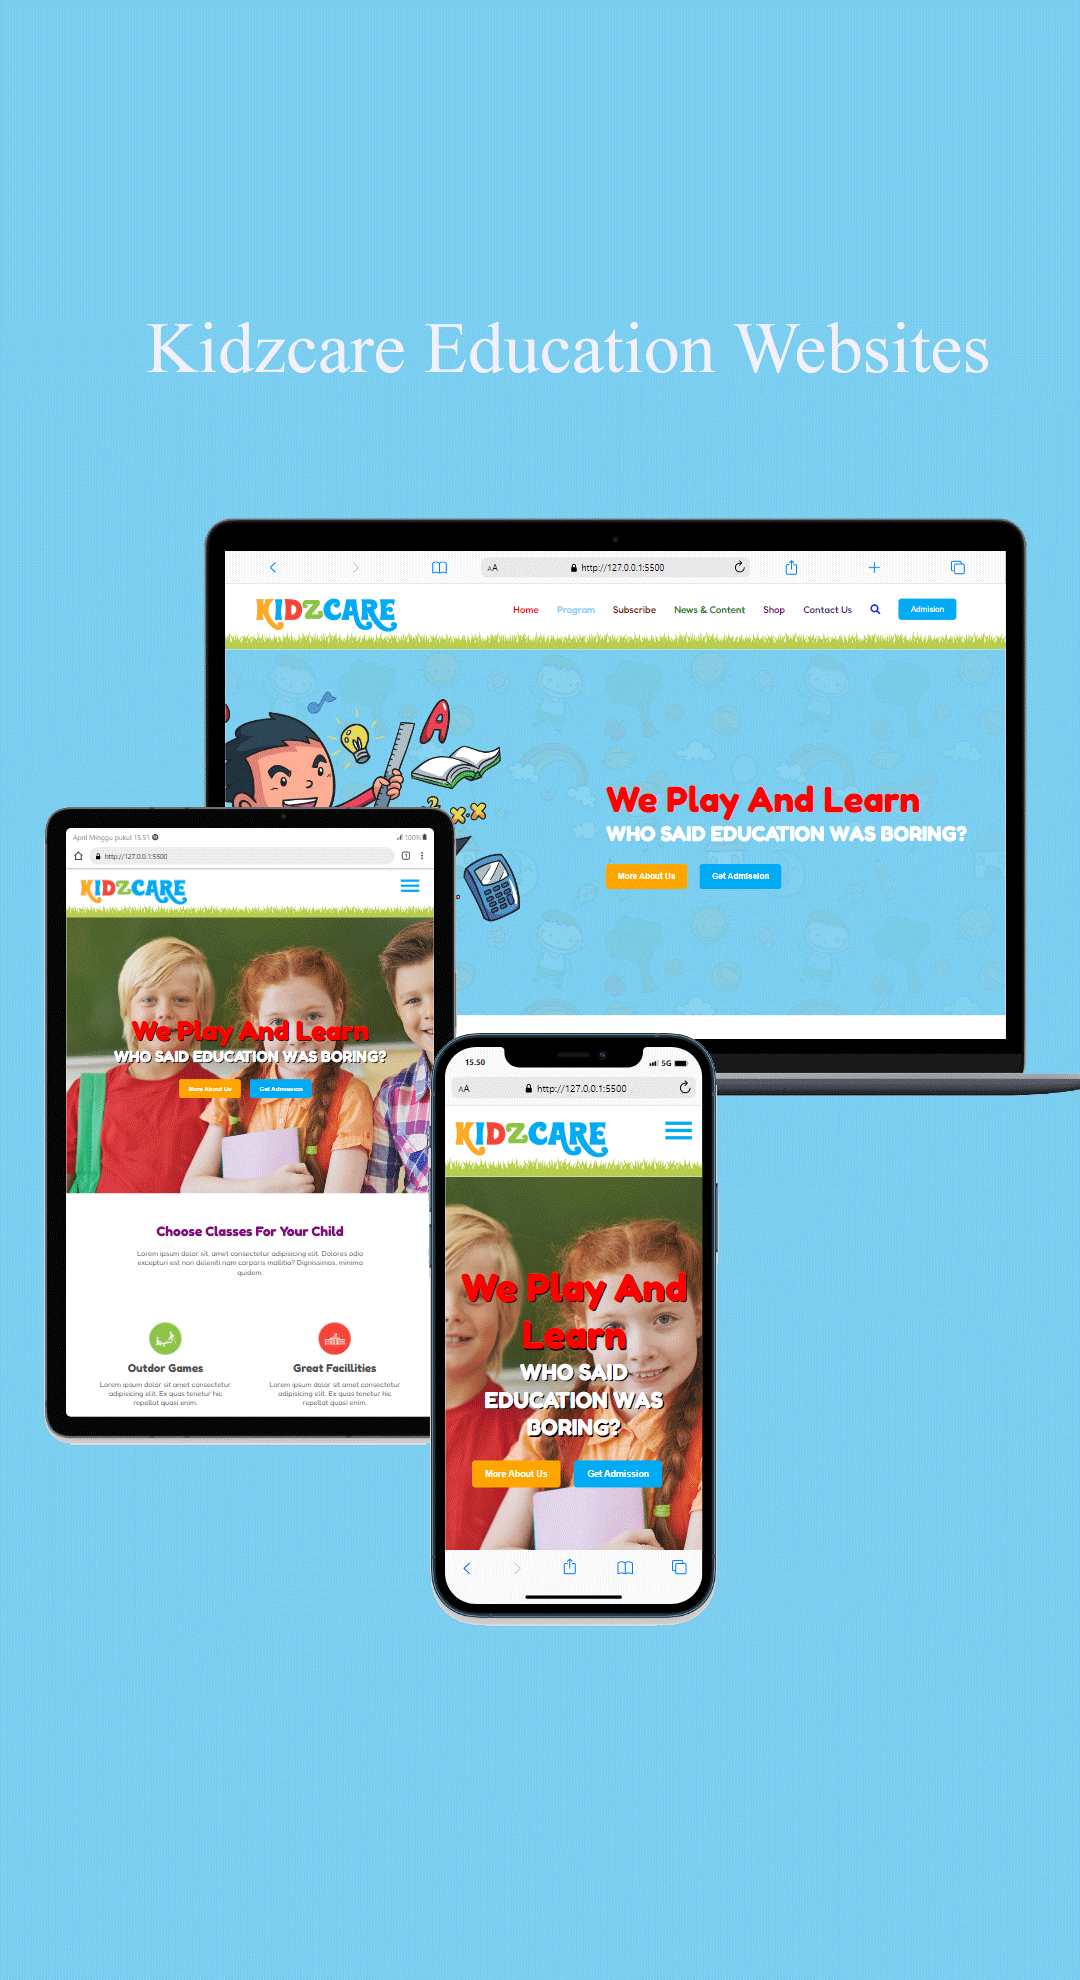 Kidzcare Education Websites
AA
http://127.0.0.1:5500
KIDZCARE
Home Program Subscribe News & Content Shop Contact Us Admision
A
We Play And Learn
WHO SAID EDUCATION WAS BORING?
More About Us Get Admission
April Minggu pukul 15.51
100%
http://127.0.0.1:5500
1
KIDZCARE
We Play And Learn
WHO SAID EDUCATION WAS BORING?
More About Us Get Admission
Choose Classes For Your Child
Lorem ipsum dolor sit, amet consectetur adipisicing elit. Dolores odio
excepturi est non deleniti nam corporis mollitia? Dignissimos, minima
quidem.
Outdor Games
Lorem ipsum dolor sit amet consectetur
adipisicing elit. Ex quas tenetur hic
repellat quasi enim.
Great Facillities
Lorem ipsum dolor sit amet consectetur
adipisicing elit. Ex quas tenetur hic
repellat quasi enim.
15.50
5G
AA
http://127.0.0.1:5500
KIDZCARE
We Play And
Learn
WHO SAID
EDUCATION WAS
BORING?
More About Us Get Admission